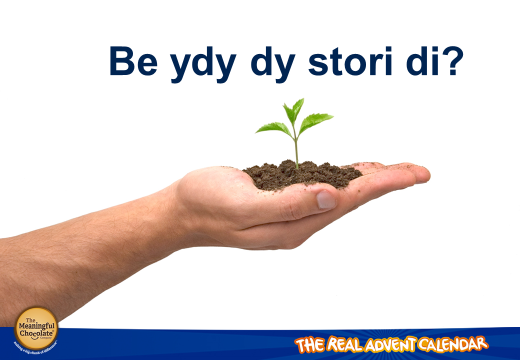 Be ydy dy stori di?
The
Meaningful
Chocolate
THE REAL ADVENT CALENDAR